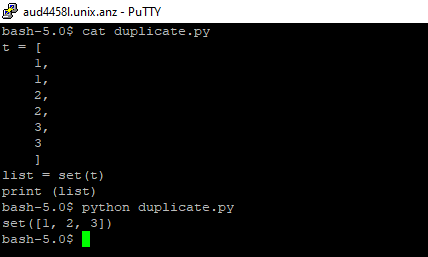 aud4458l.unix.anz - PuTTY
bash-5.0$ cat duplicate.py
t = [
    1,
    1,
    2,
    2,
    3,
    3
    ]
list = set(t)
print (list)
bash-5.0$ python duplicate.py
set([1, 2, 3])
bash-5.0$